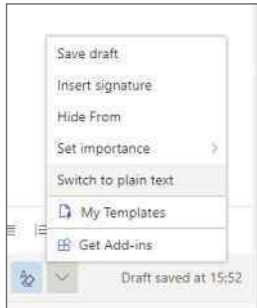 Save draft
Insert signature
Hide From
Set importance
Switch to plain text
My Templates
Get Add-ins
Draft saved at 15:52